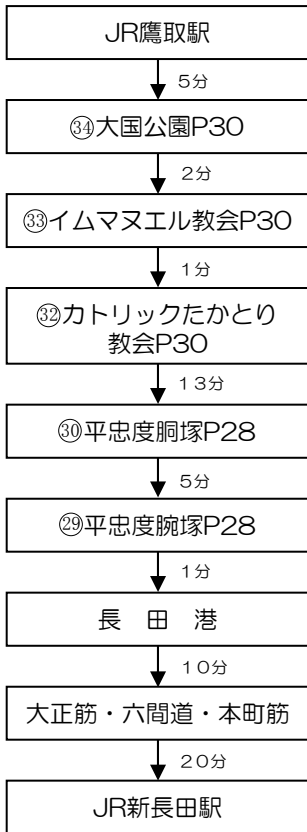 JR鷹取駅
5分
㉞大国公園P30
2分
㉝イムマヌエル教会P30
1分
㉜カトリックたかとり
教会P30
13分
㉚平忠度胴塚P28
5分
㉙平忠度腕塚P28
1分
長　田　港
10分
大正筋・六間道・本町筋
20分
JR新長田駅